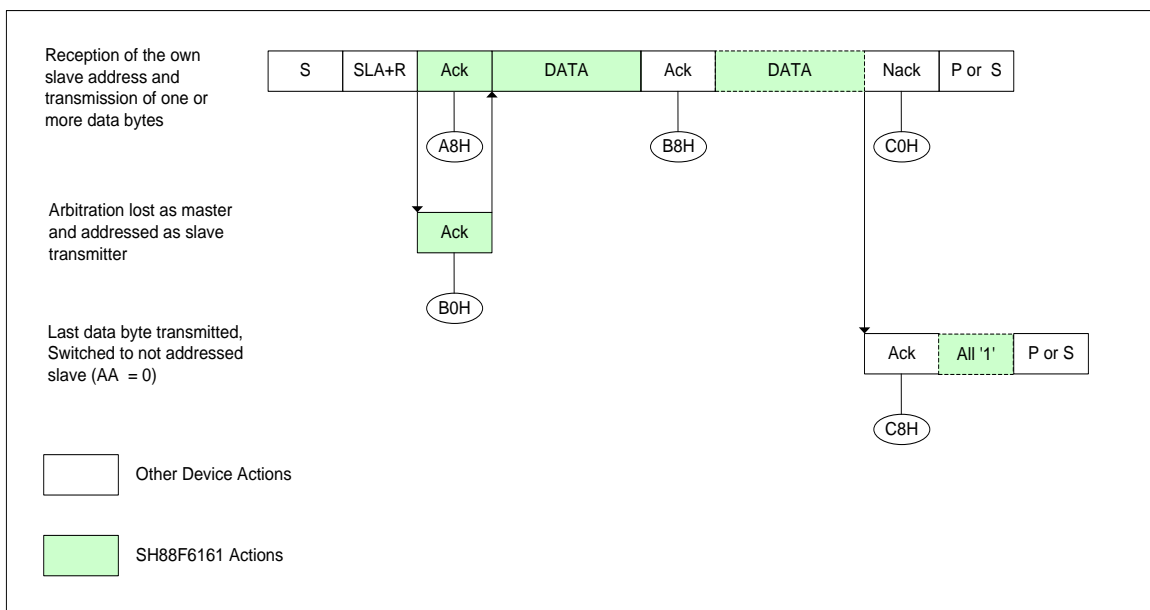 Reception of the own
slave address and
transmission of one or
more data bytes
S SLA+R Ack DATA Ack DATA Nack P or S
A8H B8H C0H
Arbitration lost as master
and addressed as slave
transmitter
Ack
B0H
Last data byte transmitted,
Switched to not addressed
slave (AA = 0)
Ack All '1' P or S
C8H
Other Device Actions
SH88F6161 Actions